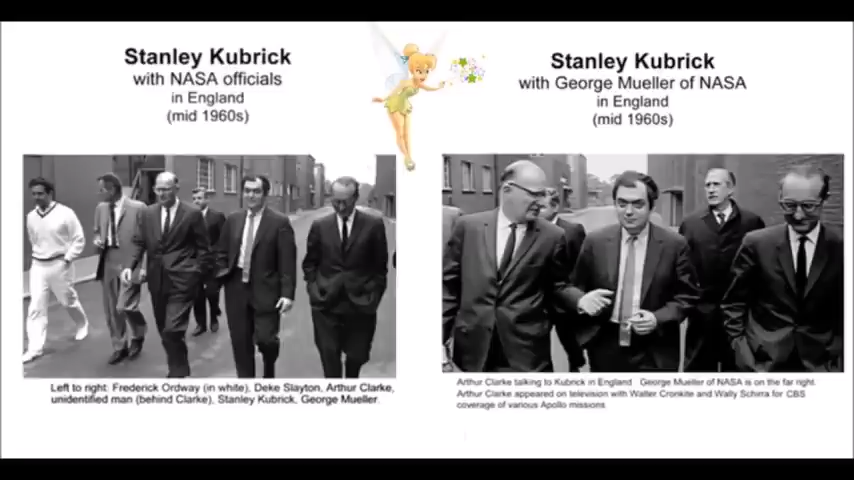 Stanley Kubrick
with NASA officials
in England
(mid 1960s)
Left to right: Frederick Ordway (in white), Deke Slayton, Arthur Clarke,
unidentified man (behind Clarke), Stanley Kubrick, George Mueller.
Stanley Kubrick
with George Mueller of NASA
in England
(mid 1960s)
Arthur Clarke talking to Kubrick in England George Mueller of NASA is on the far right.
Arthur Clarke appeared on television with Walter Cronkite and Wally Schirra for CBS
coverage of various Apollo missions